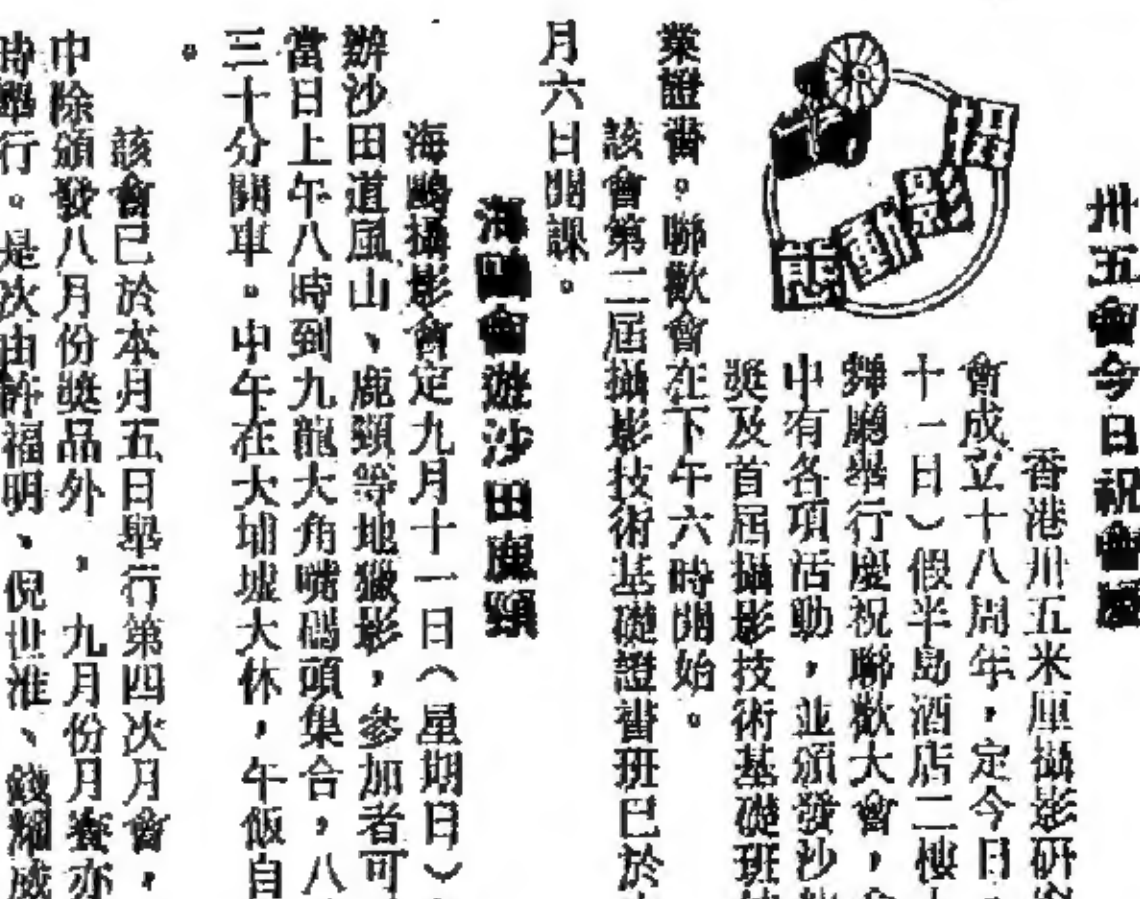 卅五會今日祝會慶
撮影動態
香港卅五米厘攝影研
會成立十八周年，定今日
十一日）假半島酒店二樓
舞廳舉行慶祝聯歡大會，
中有各項活動，並頒發沙
獎及首屆攝影技術基礎班
業證書。聯歡會在下午六時開始。
該會第二屆攝影技術基礎證書班已於
月六日開課。
海鷗會遊沙田鹿頸
海鷗攝影會定九月十一日（星期日）
辦沙田道風山、鹿頸等地獵影，參加者可
當日上午八時到九龍大角嘴碼頭集合，八
三十分開車。中午在大埔墟大休，午飯自
。
該會已於本月五日舉行第四次月會，
中除頒發八月份獎品外，九月份月賽亦
時舉行。是次由許福明、倪世淮、錢耀威